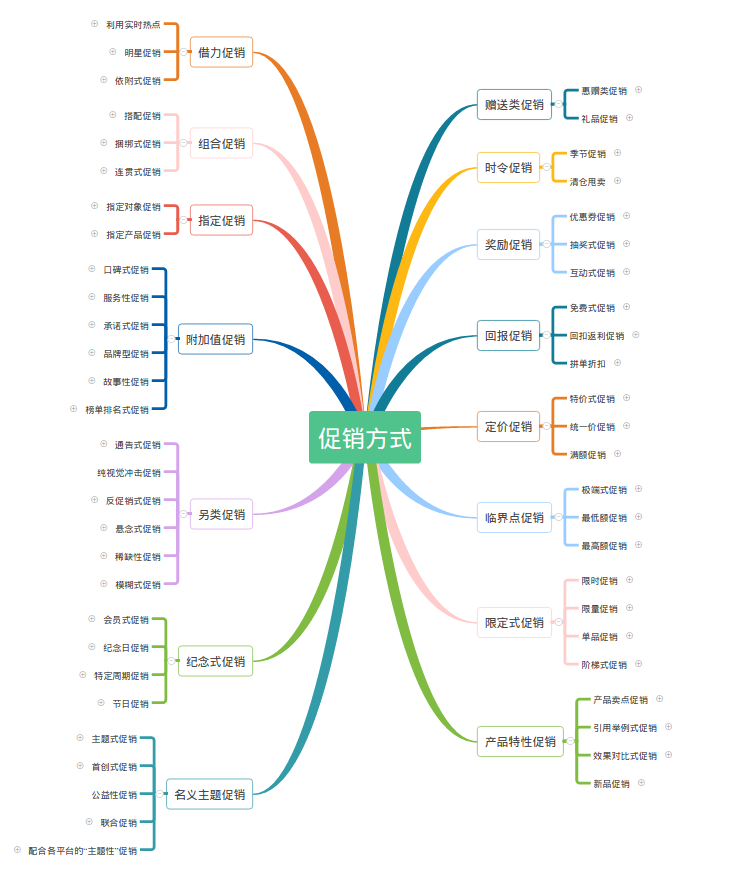 促销方式
借力促销
利用实时热点
明星促销
依附式促销
组合促销
搭配促销
捆绑式促销
连贯式促销
指定促销
指定对象促销
指定产品促销
附加值促销
口碑式促销
服务性促销
承诺式促销
品牌型促销
故事性促销
榜单排名式促销
另类促销
通告式促销
纯视觉冲击促销
反促销式促销
悬念式促销
稀缺性促销
模糊式促销
纪念式促销
会员式促销
纪念日促销
特定周期促销
节日促销
名义主题促销
主题式促销
首创式促销
公益性促销
联合促销
配合各平台的“主题性”促销
赠送类促销
惠赠类促销
礼品促销
时令促销
季节促销
清仓甩卖
奖励促销
优惠券促销
抽奖式促销
互动式促销
回报促销
免费式促销
回扣返利促销
拼单折扣
定价促销
特价式促销
统一价促销
满额促销
临界点促销
极端式促销
最低额促销
最高额促销
限定式促销
限时促销
限量促销
单品促销
阶梯式促销
产品特性促销
产品卖点促销
引用举例式促销
效果对比式促销
新品促销